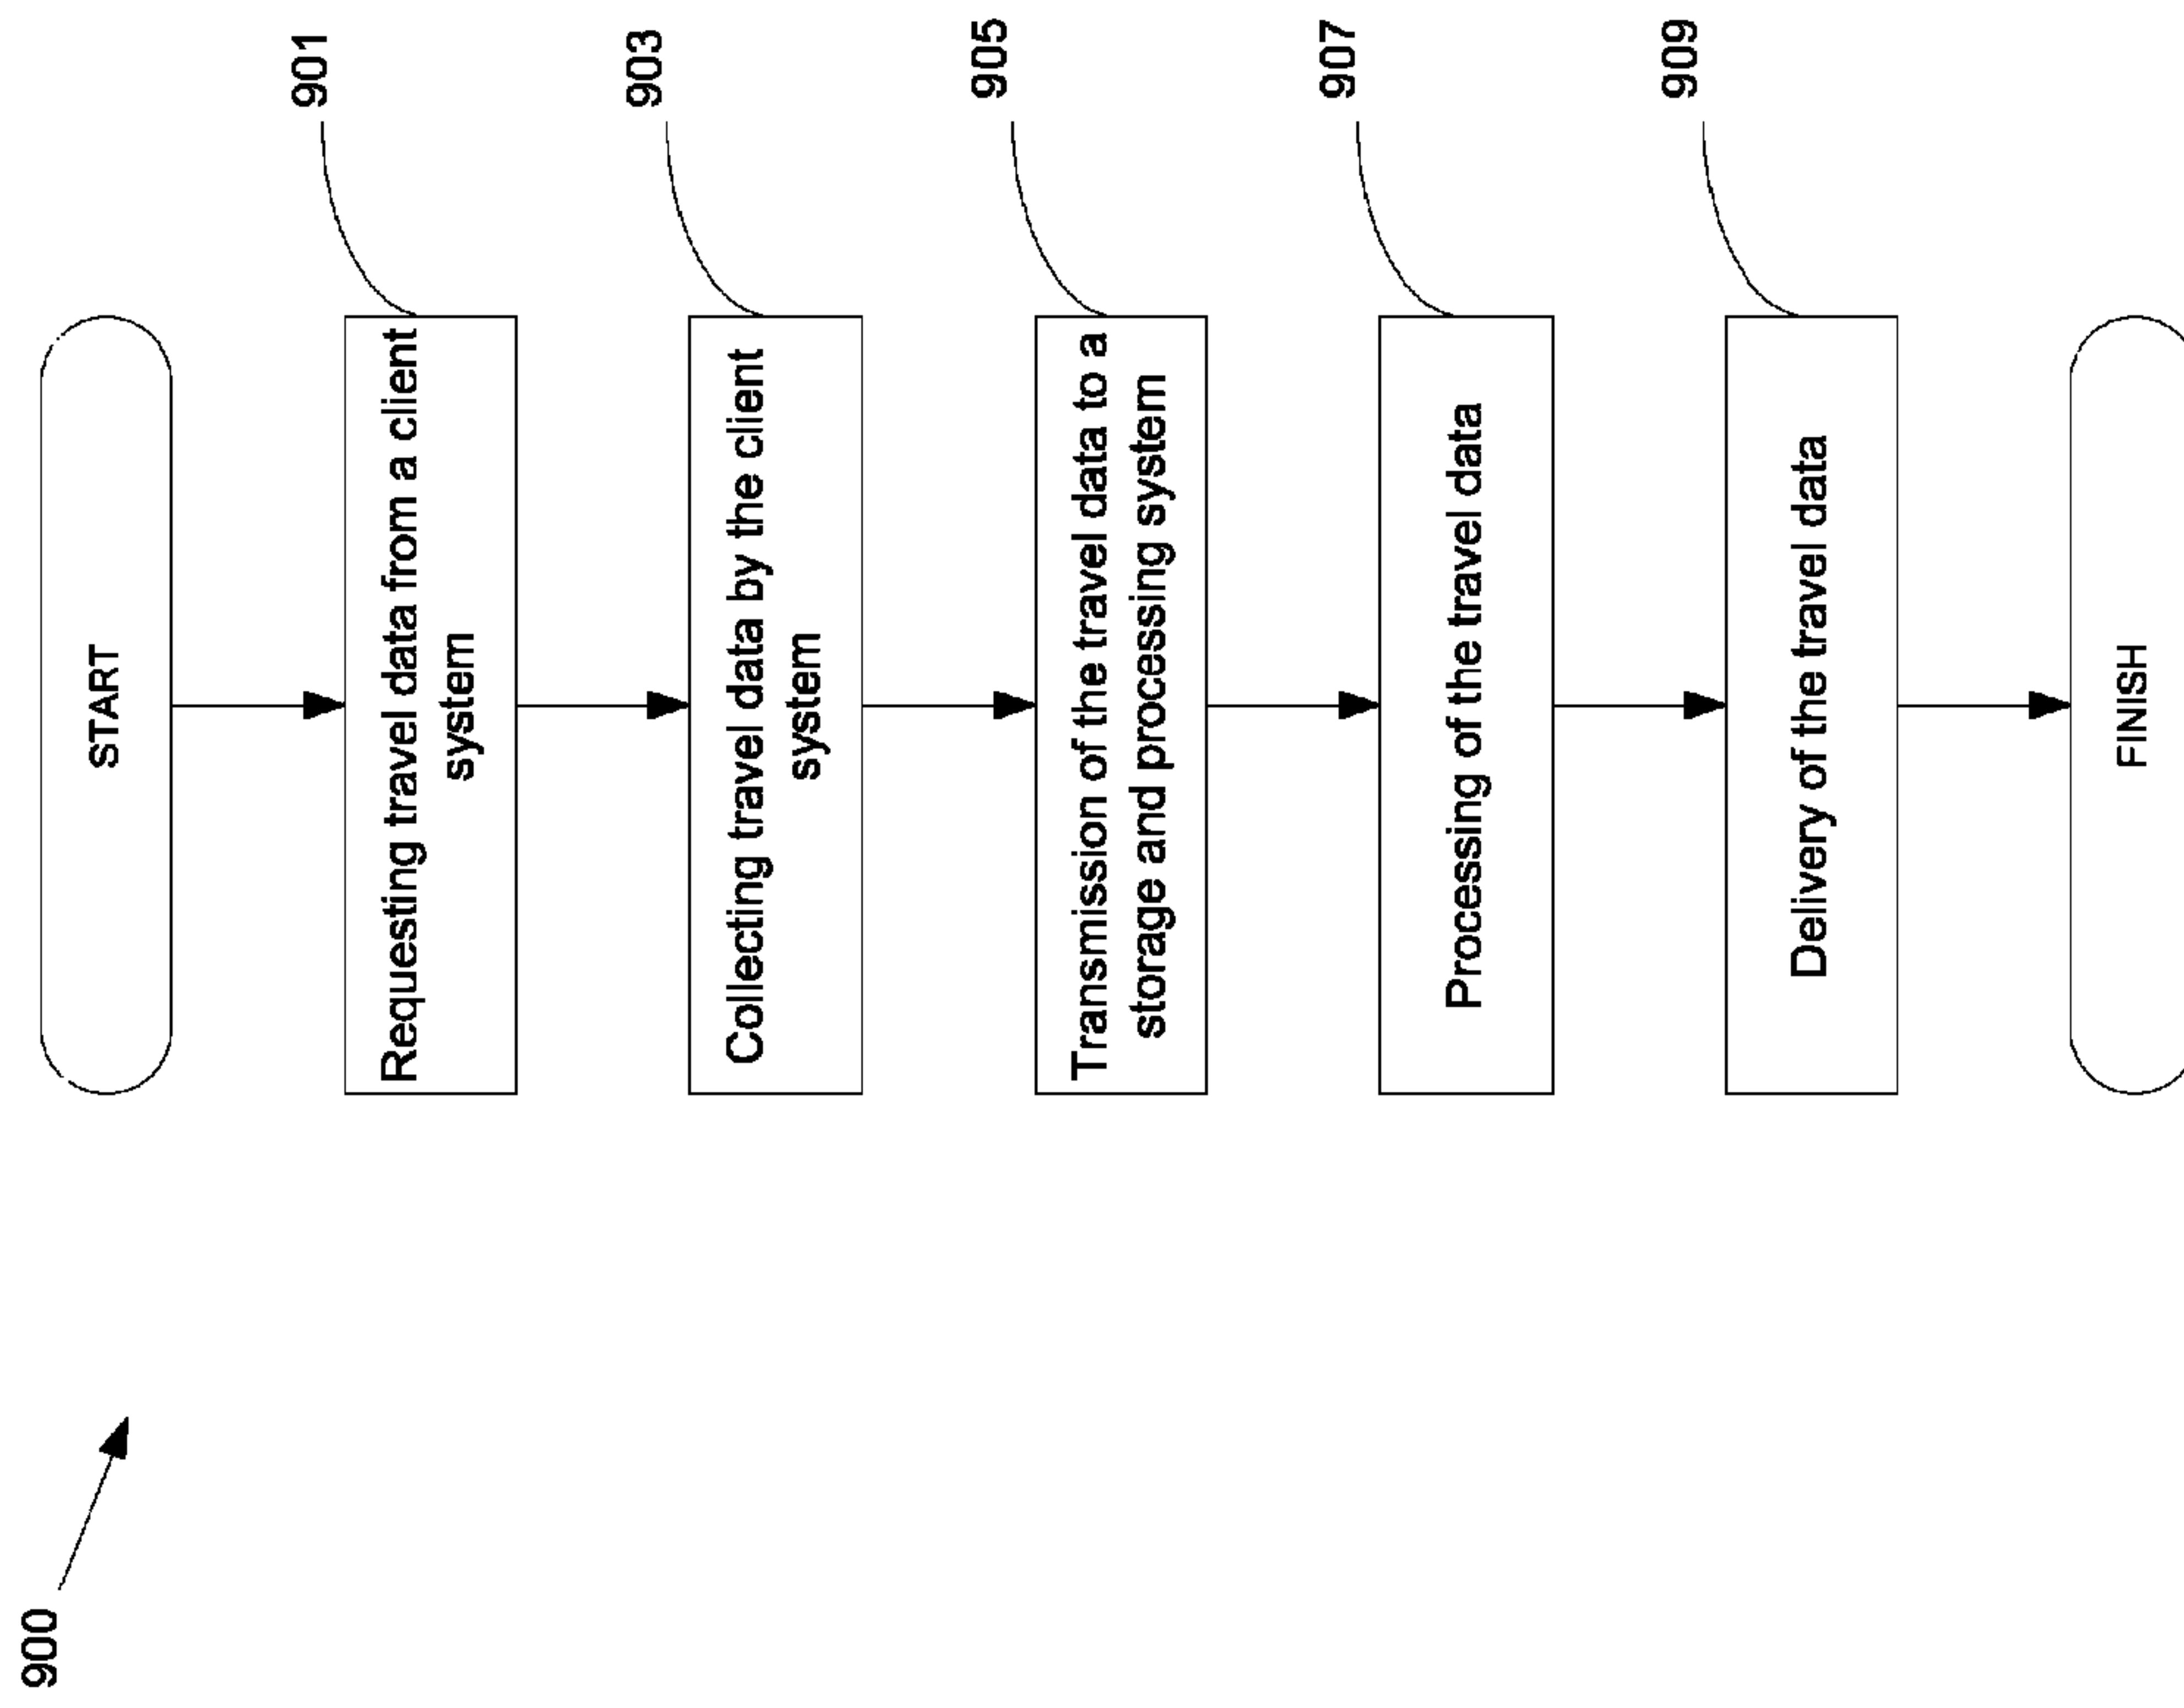 900
START
901
Requesting travel data from a client
system
903
Collecting travel data by the client
system
905
Transmission of the travel data to a
storage and processing system
907
Processing of the travel data
909
Delivery of the travel data
FINISH